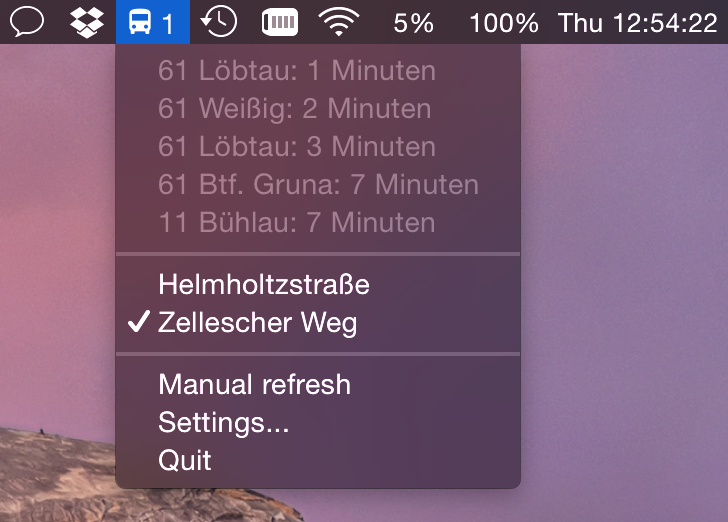 1 5% 100% Thu 12:54:22
61 Löbtau: 1 Minuten
61 Weißig: 2 Minuten
61 Löbtau: 3 Minuten
61 Btf. Gruna: 7 Minuten
11 Bühlau: 7 Minuten
Helmholtzstraße
Zellescher Weg
Manual refresh
Settings...
Quit